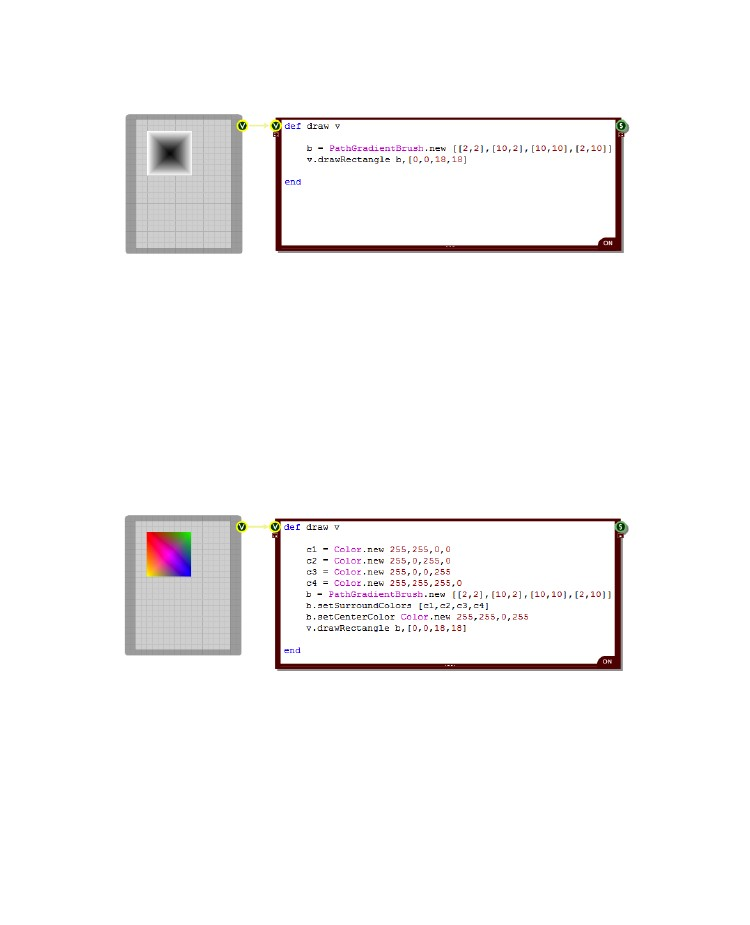 V
V
def draw v
S
b = PathGradientBrush.new [[2,2],[10,2],[10,10],[2,10]]
v.drawRectangle b,[0,0,18,18]
end
ON
V
V
def draw v
S
c1 = Color.new 255,255,0,0
c2 = Color.new 255,0,255,0
c3 = Color.new 255,0,0,255
c4 = Color.new 255,255,255,0
b = PathGradientBrush.new [[2,2],[10,2],[10,10],[2,10]]
b.setSurroundColors [c1,c2,c3,c4]
b.setCenterColor Color.new 255,255,0,255
v.drawRectangle b,[0,0,18,18]
end
ON